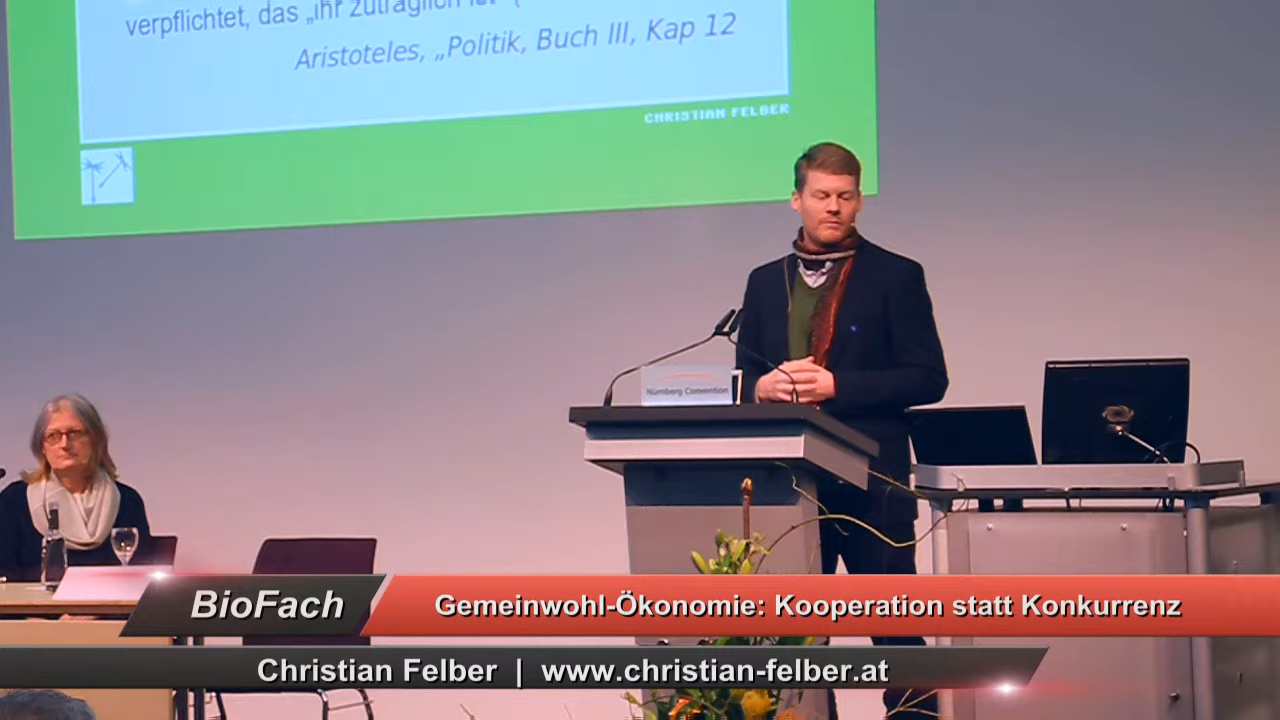 verpflichtet, das „ihr zuträglich ist“ (
Aristoteles, „Politik, Buch III, Kap 12
CHRISTIAN FELBER
Nürnberg Convention
BioFach
Gemeinwohl-Ökonomie: Kooperation statt Konkurrenz
Christian Felber | www.christian-felber.at